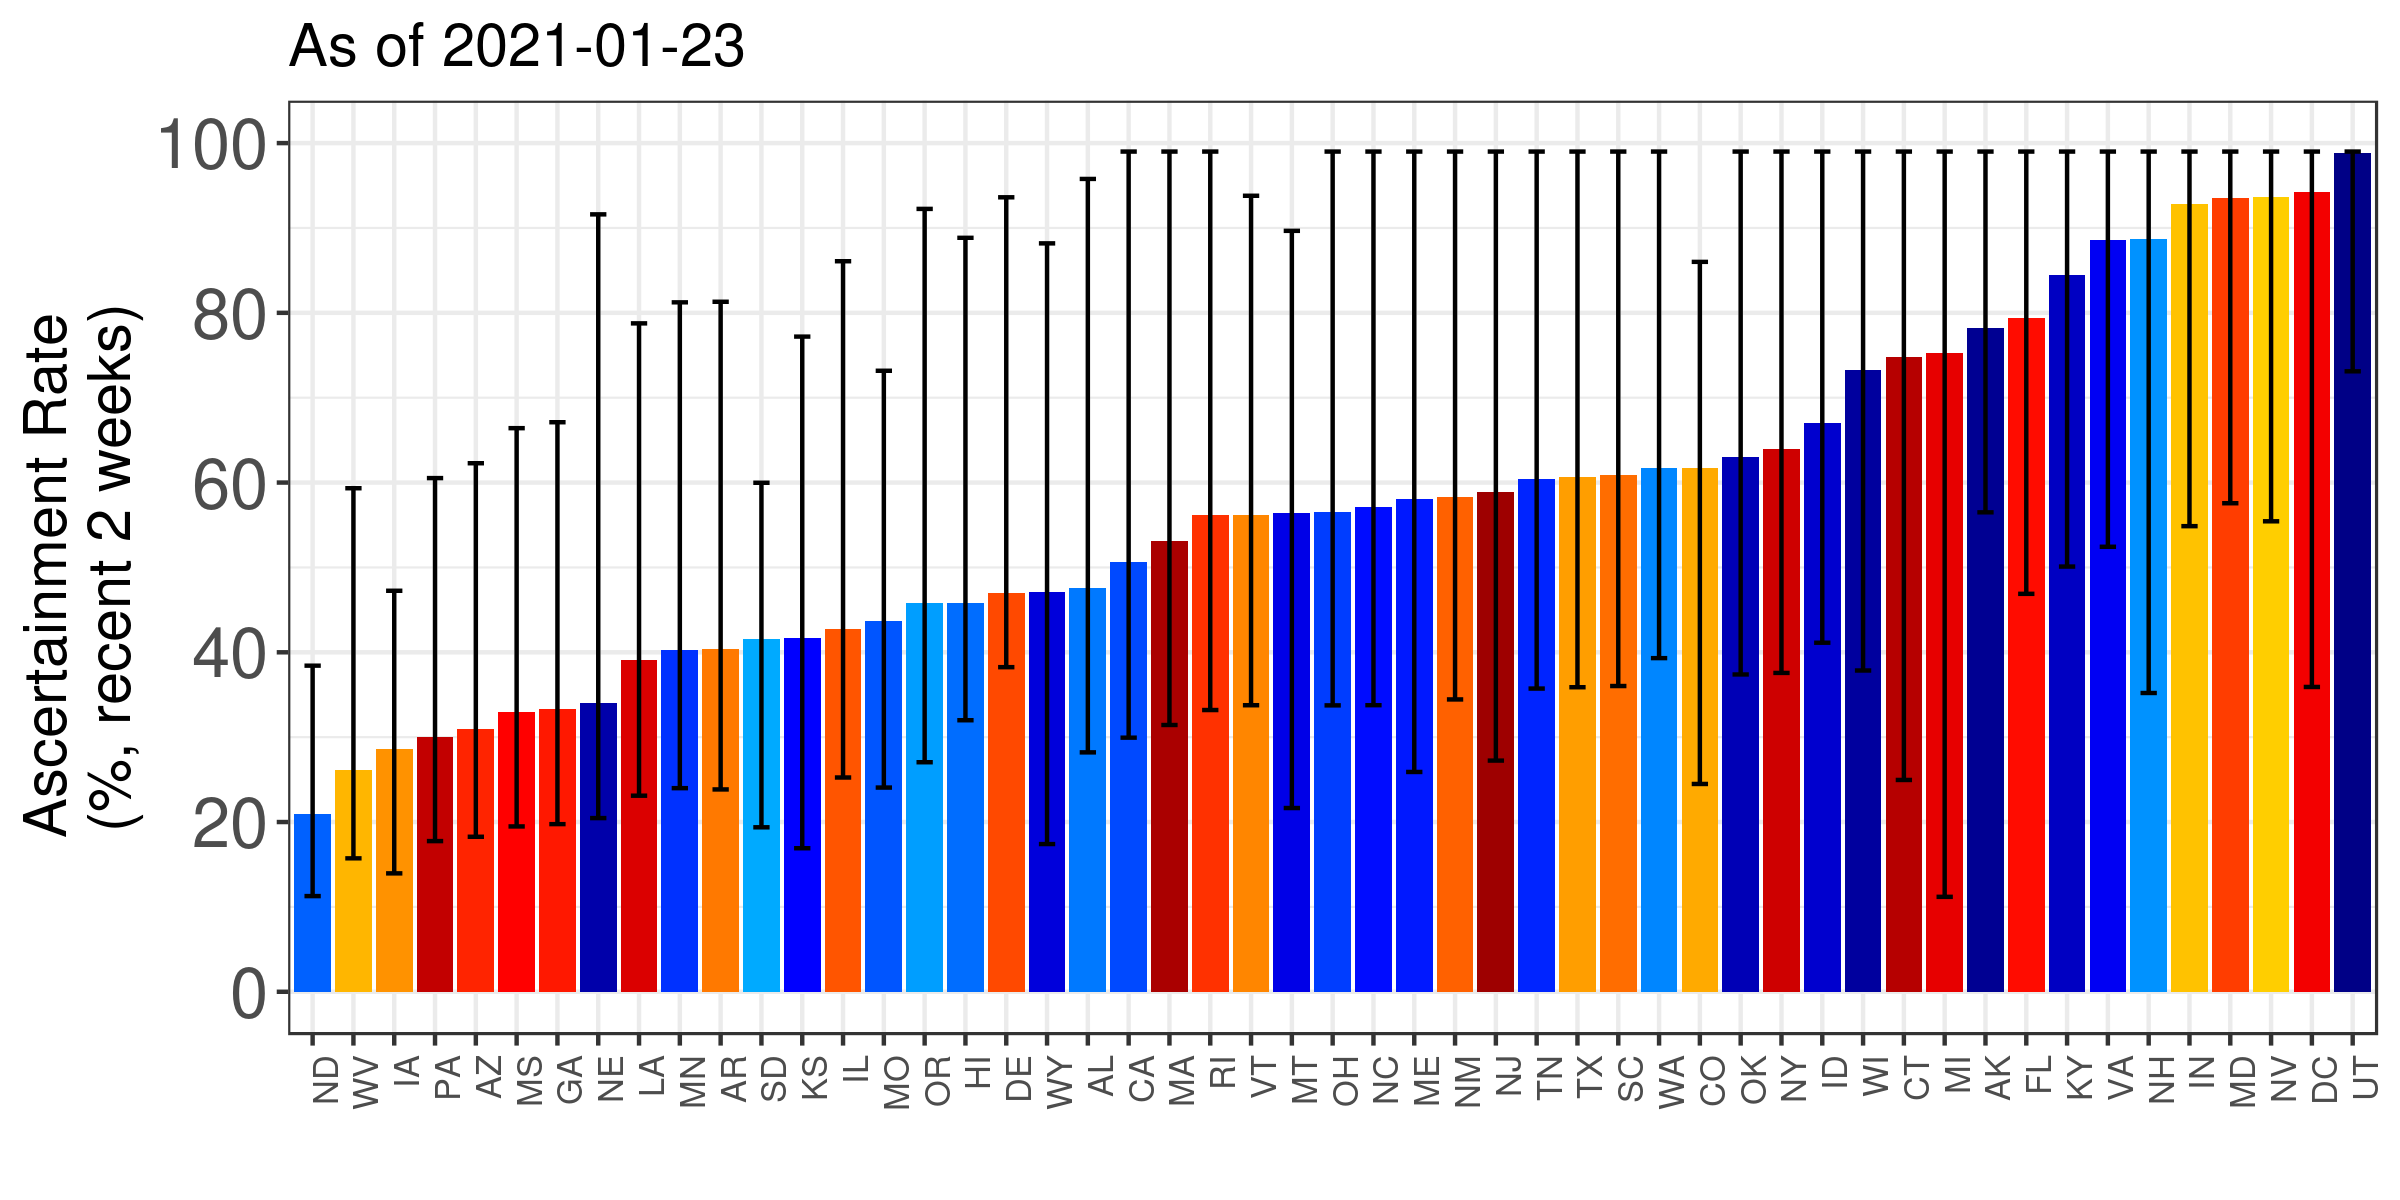 As of 2021-01-23
Ascertainment Rate
(%, recent 2 weeks)
100
80
60
40
20
0
ND WV IA PA AZ MS GA NE LA MN AR SD KS IL MO OR HI DE WY AL CA MA RI VT MT OH NC ME NM NJ TN TX SC WA CO OK NY ID WI CT MI AK FL KY VA NH IN MD NV DC UT